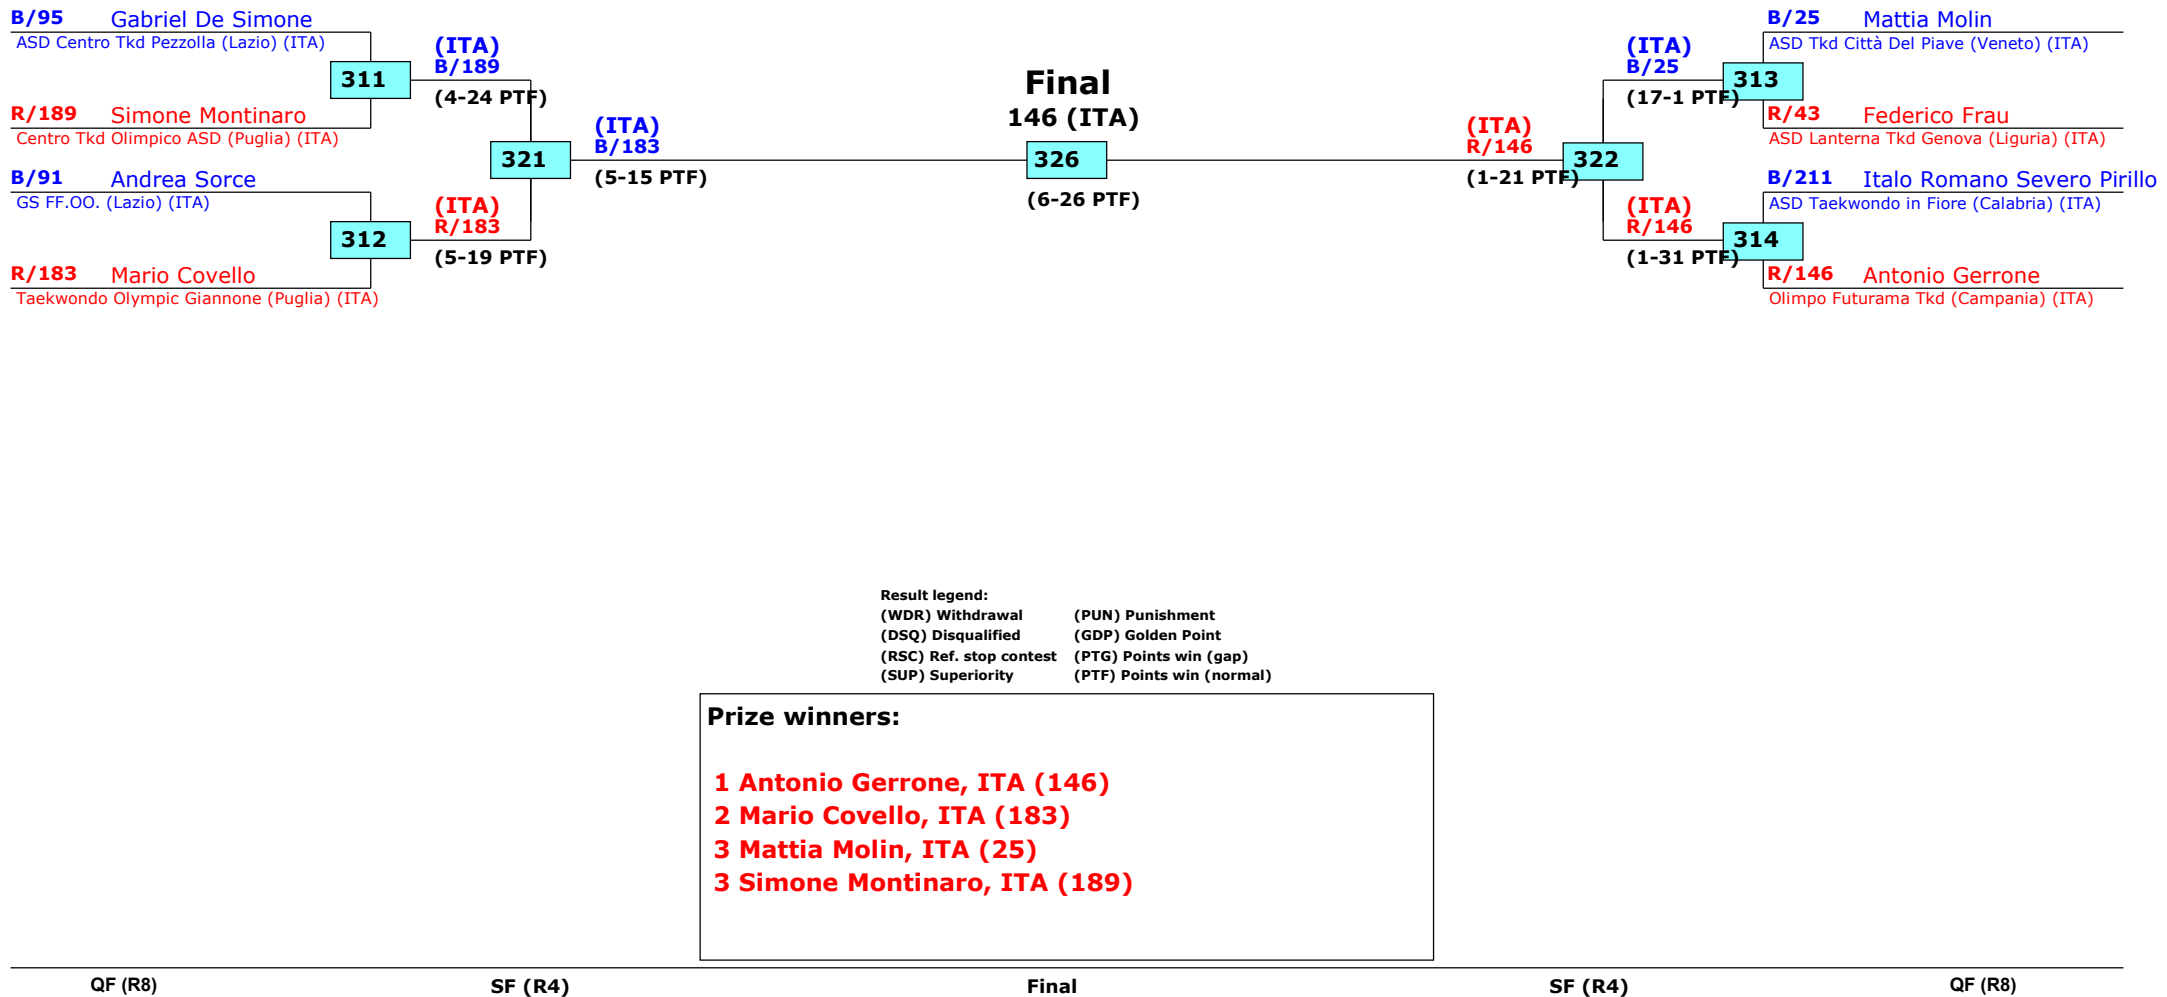 B/95 Gabriel De Simone
ASD Centro Tkd Pezzolla (Lazio) (ITA)
311
R/189 Simone Montinaro
Centro Tkd Olimpico ASD (Puglia) (ITA)
B/91 Andrea Sorce
GS FF.OO. (Lazio) (ITA)
312
R/183 Mario Covello
Taekwondo Olympic Giannone (Puglia) (ITA)
(ITA)
B/189
(4-24 PTF)
321
(ITA)
R/183
(5-19 PTF)
(ITA)
B/183
(5-15 PTF)
Final
146 (ITA)
326
(6-26 PTF)
(ITA)
R/146
(1-21 PTF)
322
(ITA)
B/25
(17-1 PTF)
(ITA)
R/146
(1-31 PTF)
B/25 Mattia Molin
ASD Tkd Città Del Piave (Veneto) (ITA)
313
R/43 Federico Frau
ASD Lanterna Tkd Genova (Liguria) (ITA)
B/211 Italo Romano Severo Pirillo
ASD Taekwondo in Fiore (Calabria) (ITA)
314
R/146 Antonio Gerrone
Olimpo Futurama Tkd (Campania) (ITA)
Result legend:
(WDR) Withdrawal (PUN) Punishment
(DSQ) Disqualified (GDP) Golden Point
(RSC) Ref. stop contest (PTG) Points win (gap)
(SUP) Superiority (PTF) Points win (normal)
Prize winners:
1 Antonio Gerrone, ITA (146)
2 Mario Covello, ITA (183)
3 Mattia Molin, ITA (25)
3 Simone Montinaro, ITA (189)
QF (R8) SF (R4) Final SF (R4) QF (R8)